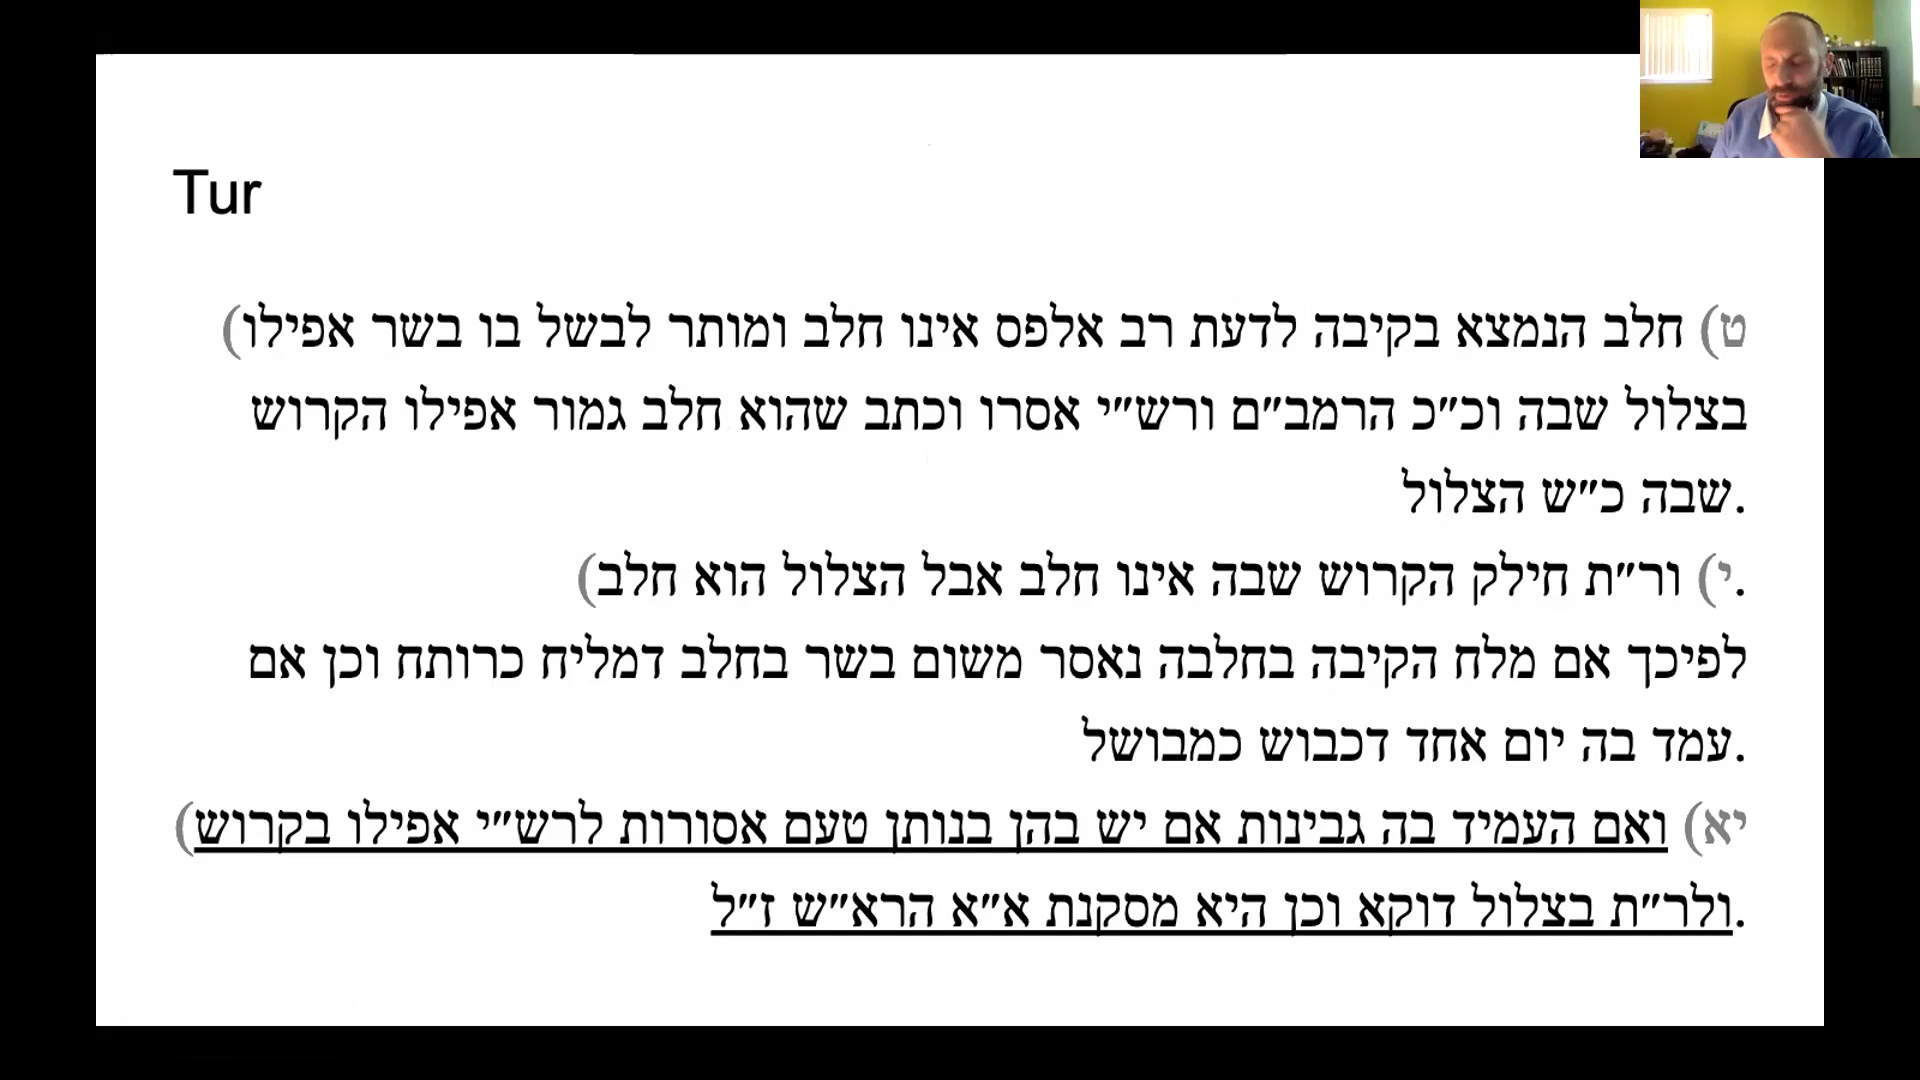 Tur
(ט) חלב הנמצא בקיבה לדעת רב אלפס אינו חלב ומותר לבשל בו בשר אפילו
בצלול שבה וכ״כ הרמב״ם ורש״י אסרו וכתב שהוא חלב גמור אפילו הקרוש
שבה כ״ש הצלול.
(י) ור״ת חילק הקרוש שבה אינו חלב אבל הצלול הוא חלב.
לפיכך אם מלח הקיבה בחלבה נאסר משום בשר בחלב דמליח כרותח וכן אם
עמד בה יום אחד דכבוש כמבושל.
(יא) ואם העמיד בה גבינות אם יש בהן בנותן טעם אסורות לרש״י אפילו בקרוש
ולר״ת בצלול דוקא וכן היא מסקנת א״א הרא״ש ז״ל.